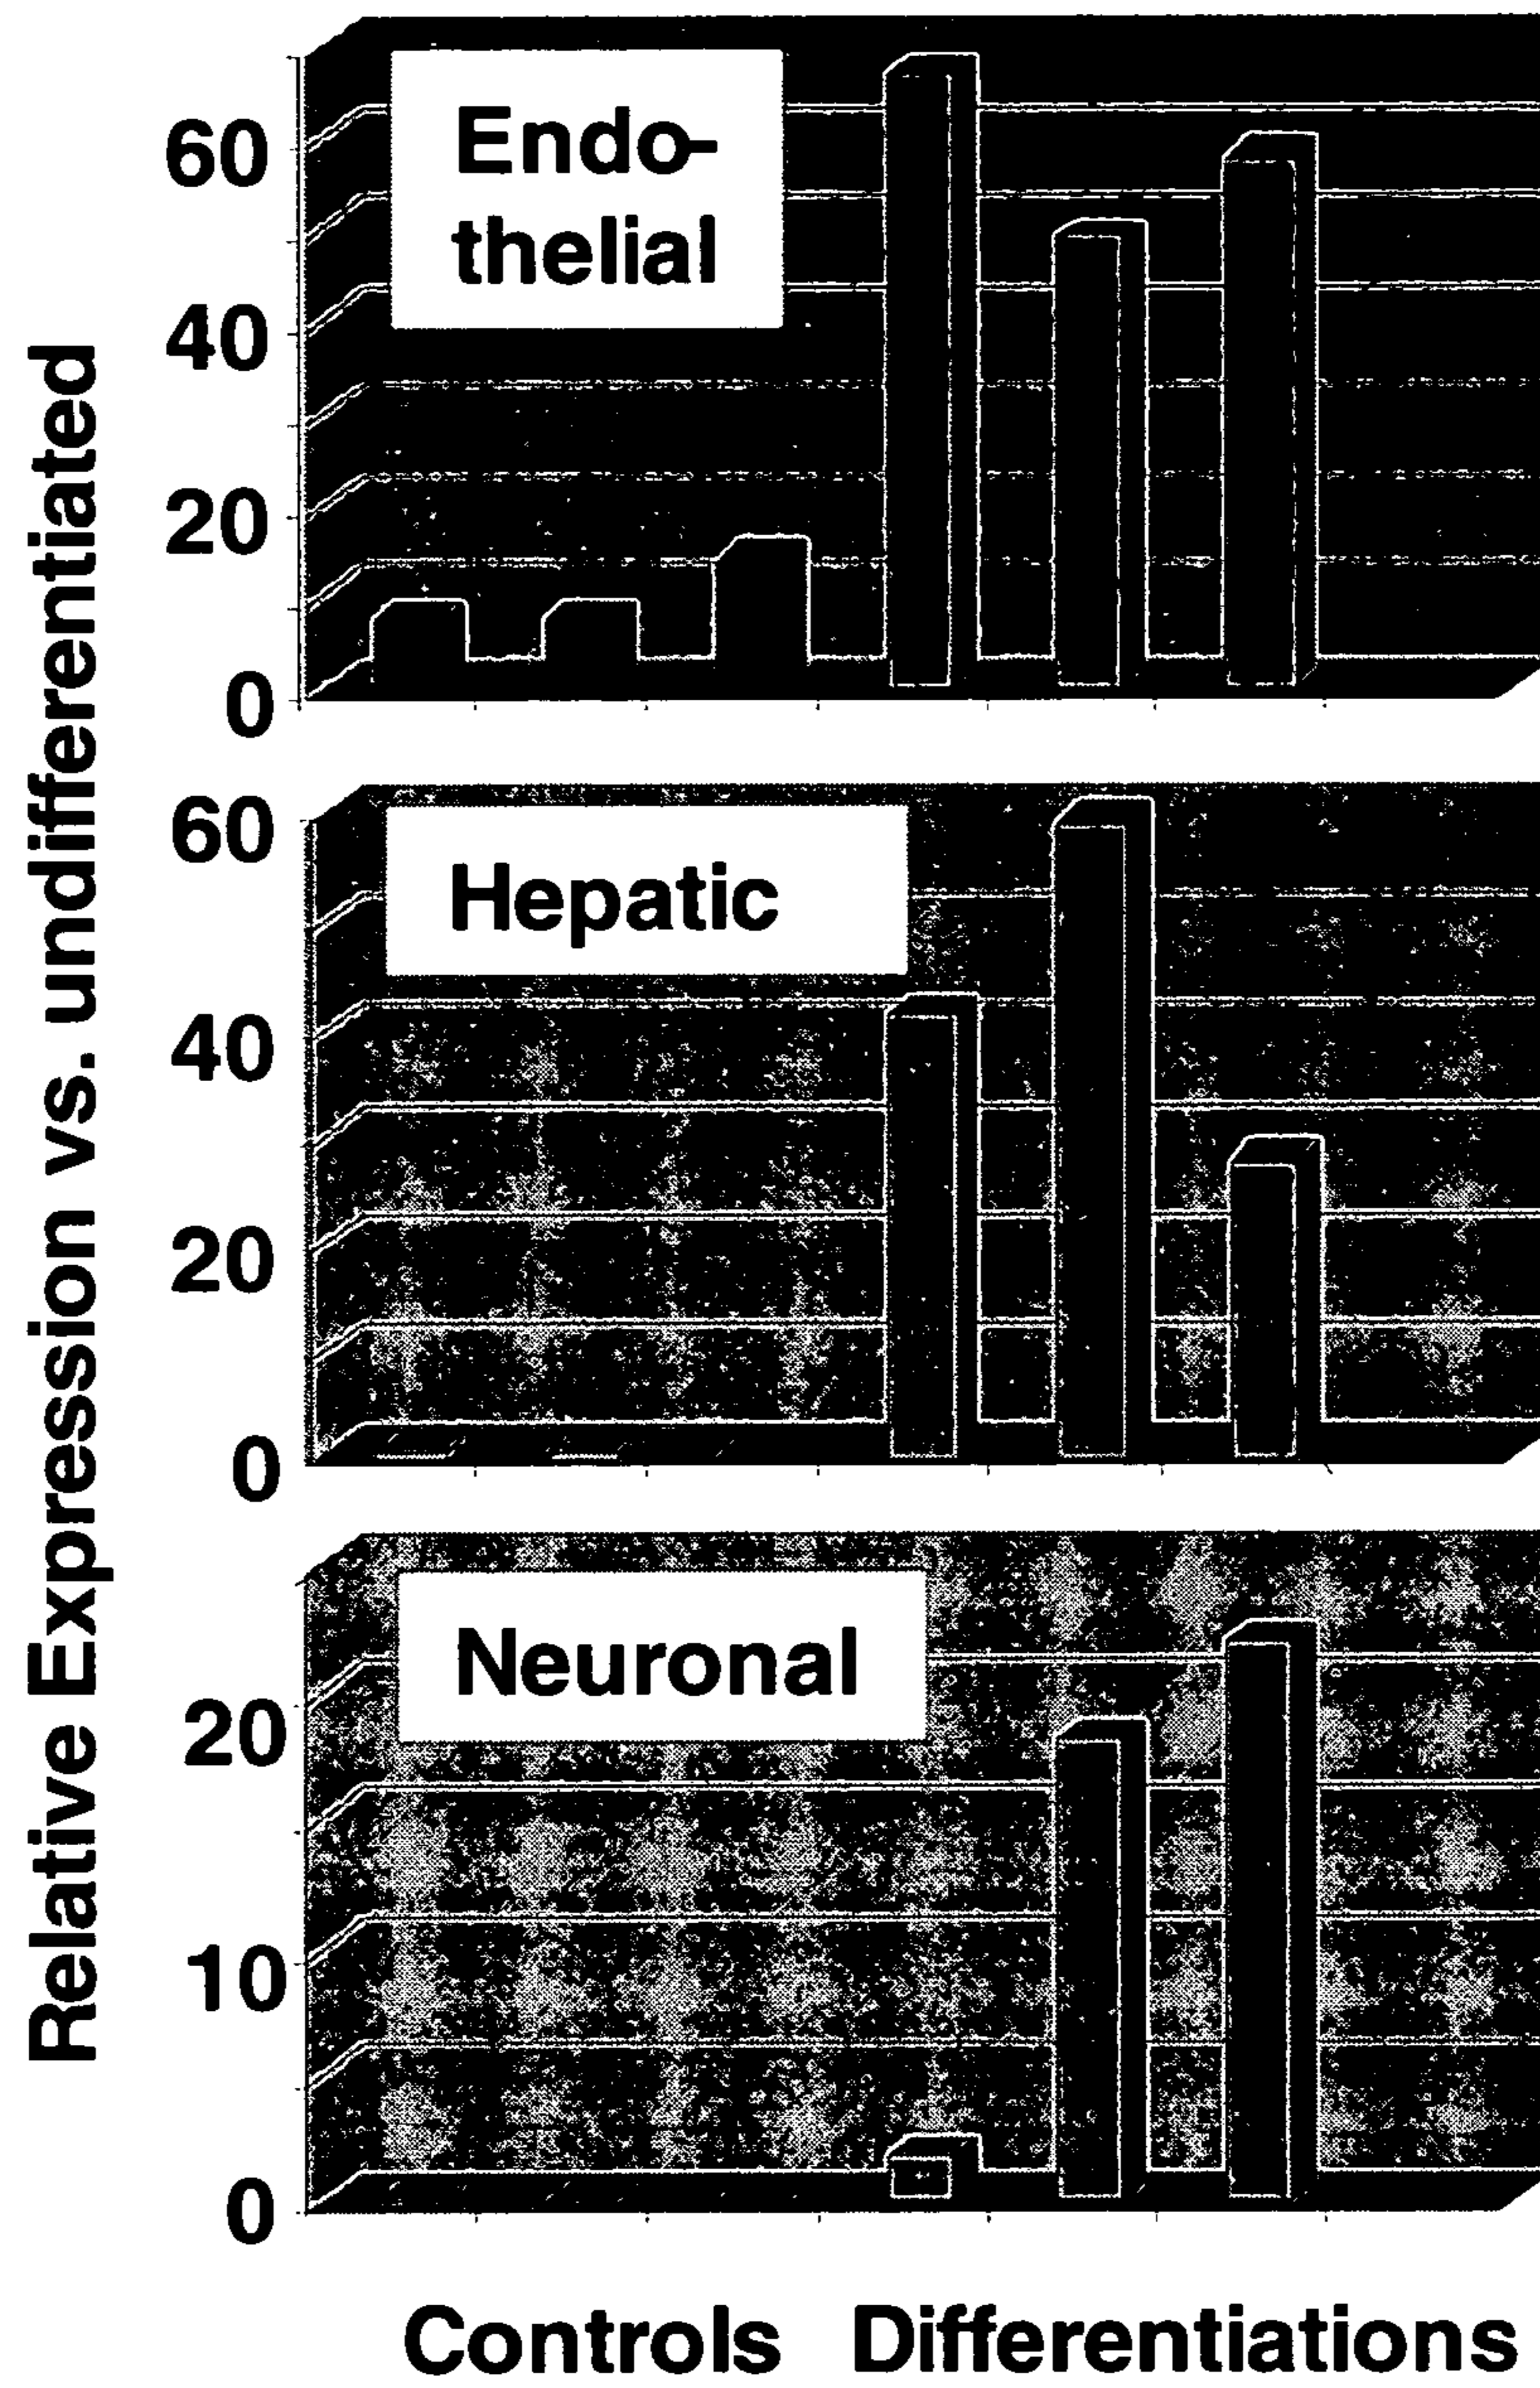 Relative Expression vs. undifferentiated
Endo-
thelial
60
40
20
0
Hepatic
60
40
20
0
Neuronal
20
10
0
Controls Differentiations